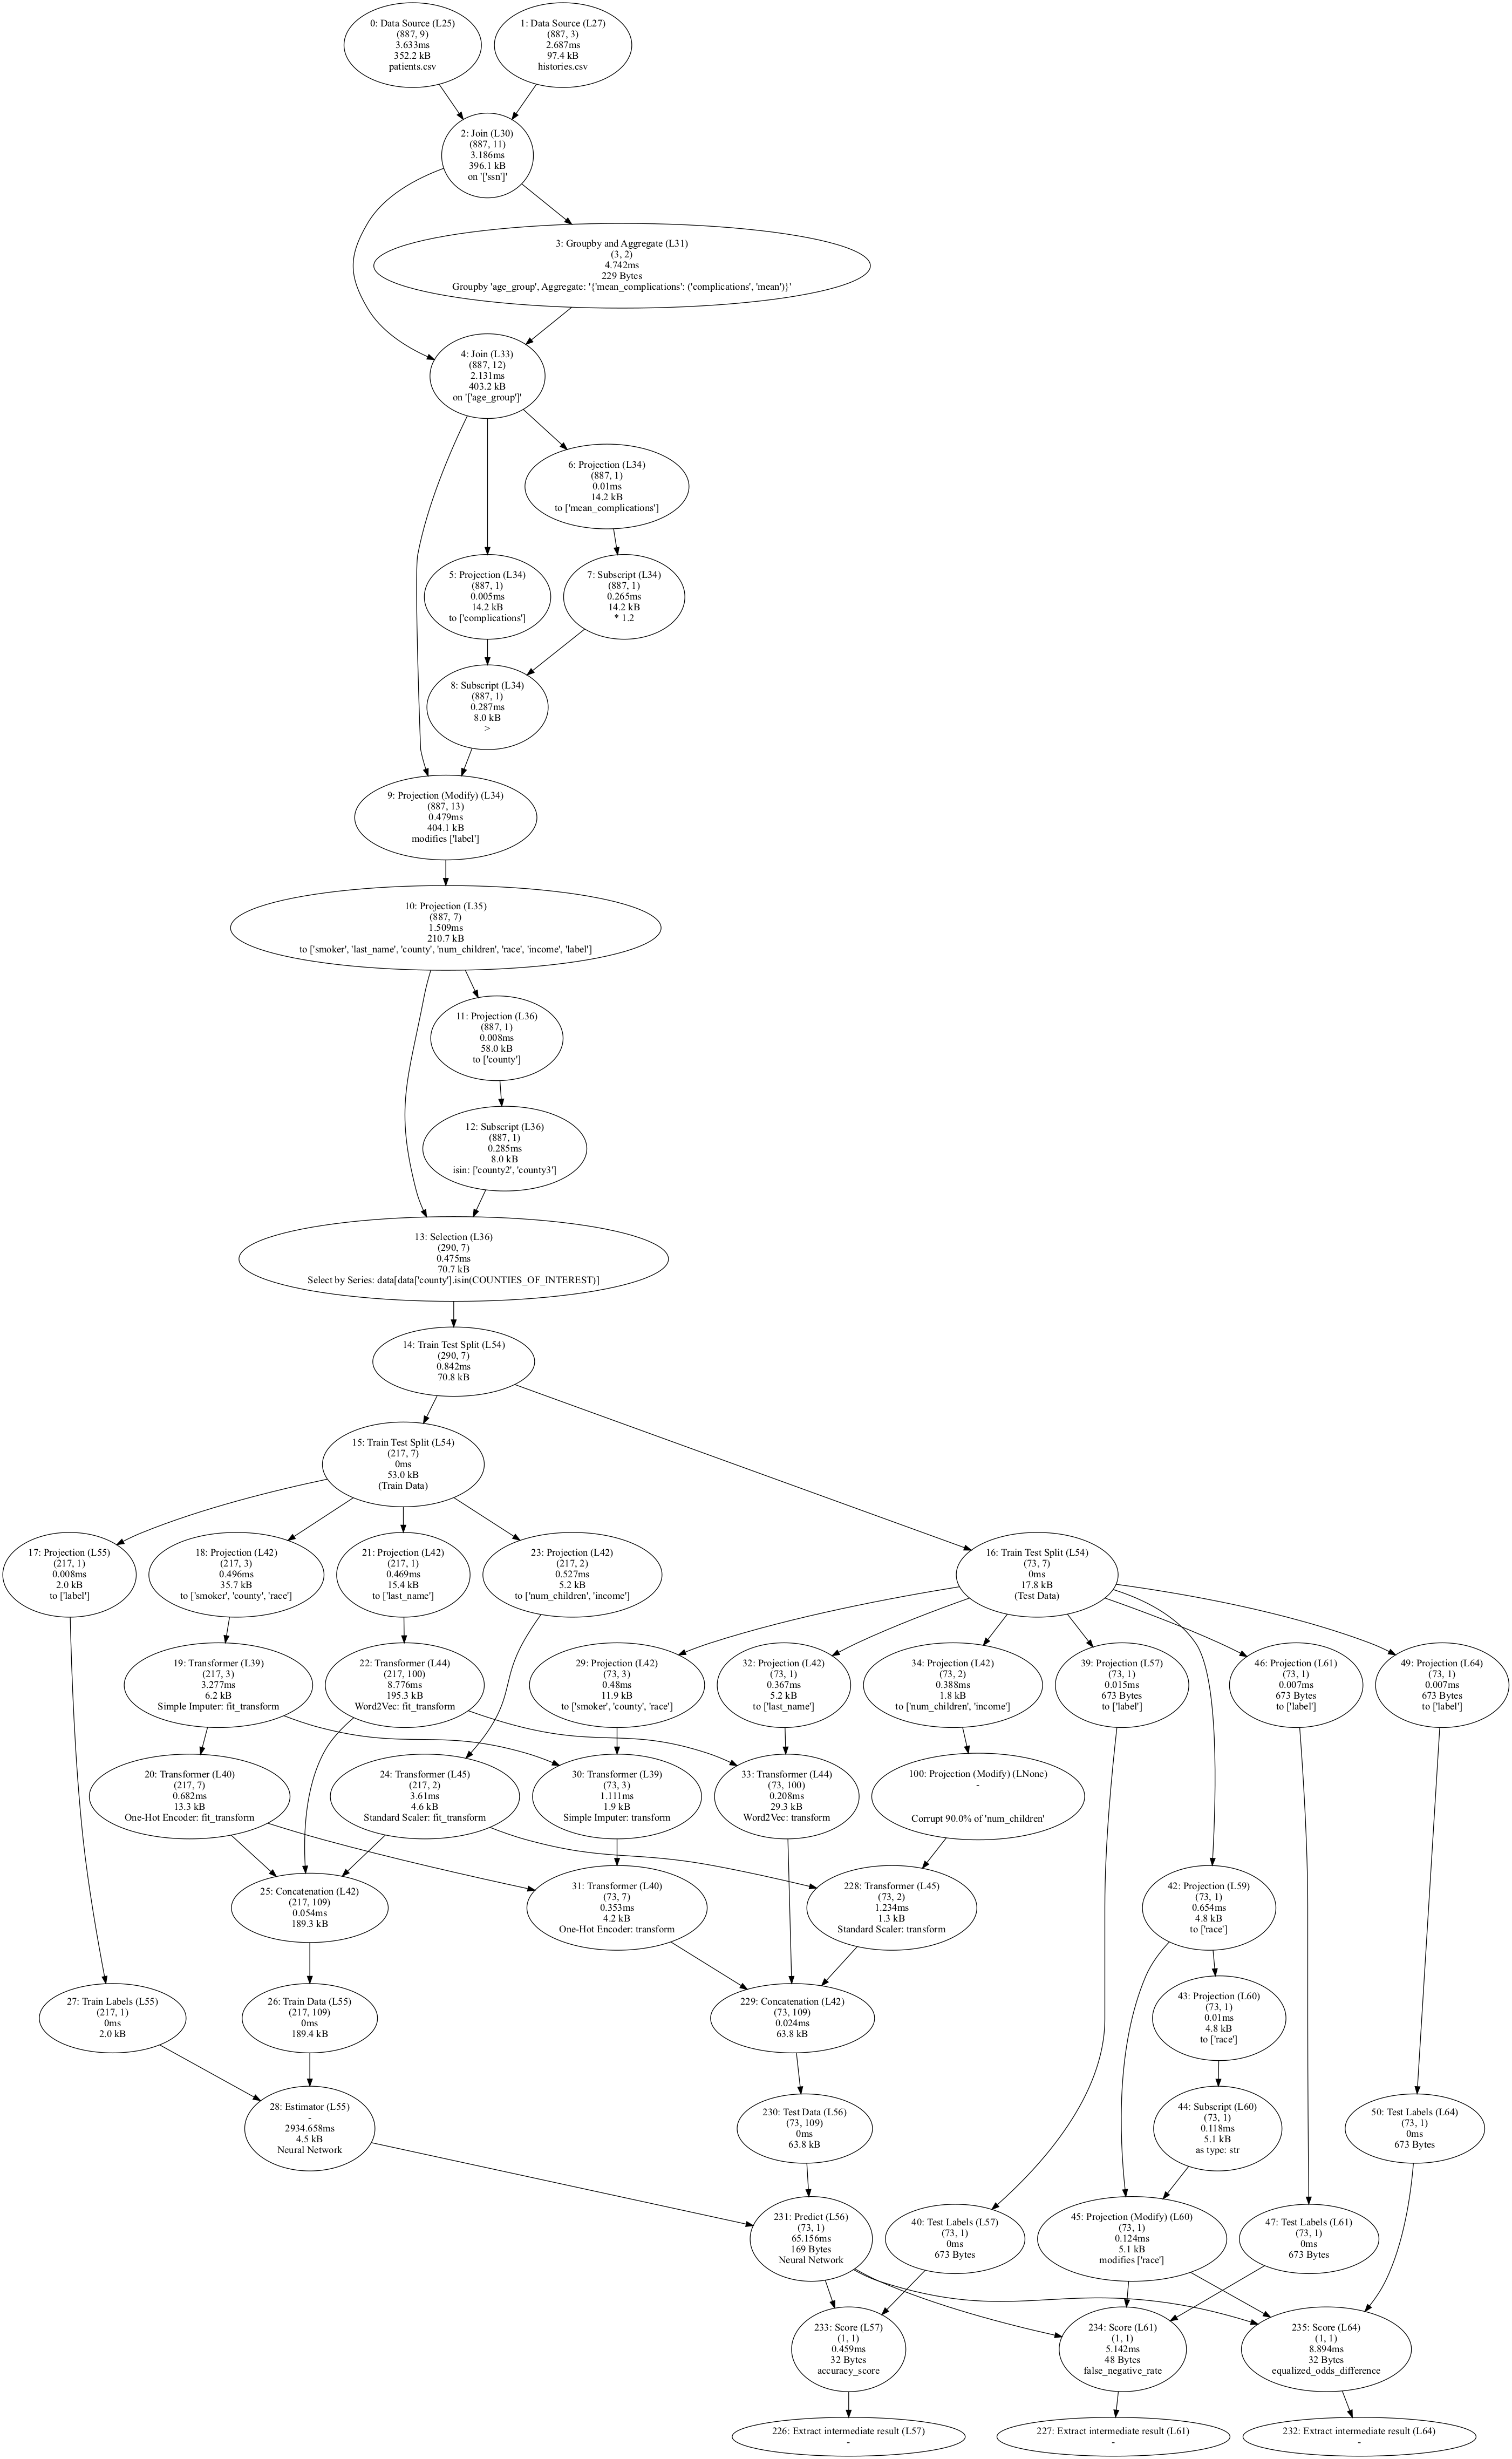 0: Data Source (L25)
(887, 9)
3.633ms
352.2 kB
patients.csv
1: Data Source (L27)
(887, 3)
2.687ms
97.4 kB
histories.csv
2: Join (L30)
(887, 11)
3.186ms
396.1 kB
on '['ssn']'
3: Groupby and Aggregate (L31)
(3, 2)
4.742ms
229 Bytes
Groupby 'age_group', Aggregate: '{'mean_complications': ('complications', 'mean')}'
4: Join (L33)
(887, 12)
2.131ms
403.2 kB
on '['age_group']'
6: Projection (L34)
(887, 1)
0.01ms
14.2 kB
to ['mean_complications']
5: Projection (L34)
(887, 1)
0.005ms
14.2 kB
to ['complications']
7: Subscript (L34)
(887, 1)
0.265ms
14.2 kB
* 1.2
8: Subscript (L34)
(887, 1)
0.287ms
8.0 kB
>
9: Projection (Modify) (L34)
(887, 13)
0.479ms
404.1 kB
modifies ['label']
10: Projection (L35)
(887, 7)
1.509ms
210.7 kB
to ['smoker', 'last_name', 'county', 'num_children', 'race', 'income', 'label']
11: Projection (L36)
(887, 1)
0.008ms
58.0 kB
to ['county']
12: Subscript (L36)
(887, 1)
0.285ms
8.0 kB
isin: ['county2', 'county3']
13: Selection (L36)
(290, 7)
0.475ms
70.7 kB
Select by Series: data[data['county'].isin(COUNTIES_OF_INTEREST)]
14: Train Test Split (L54)
(290, 7)
0.842ms
70.8 kB
15: Train Test Split (L54)
(217, 7)
0ms
53.0 kB
(Train Data)
17: Projection (L55)
(217, 1)
0.008ms
2.0 kB
to ['label']
18: Projection (L42)
(217, 3)
0.496ms
35.7 kB
to ['smoker', 'county', 'race']
21: Projection (L42)
(217, 1)
0.469ms
15.4 kB
to ['last_name']
23: Projection (L42)
(217, 2)
0.527ms
5.2 kB
to ['num_children', 'income']
16: Train Test Split (L54)
(73, 7)
0ms
17.8 kB
(Test Data)
19: Transformer (L39)
(217, 3)
3.277ms
6.2 kB
Simple Imputer: fit_transform
22: Transformer (L44)
(217, 100)
8.776ms
195.3 kB
Word2Vec: fit_transform
29: Projection (L42)
(73, 3)
0.48ms
11.9 kB
to ['smoker', 'county', 'race']
32: Projection (L42)
(73, 1)
0.367ms
5.2 kB
to ['last_name']
34: Projection (L42)
(73, 2)
0.388ms
1.8 kB
to ['num_children', 'income']
39: Projection (L57)
(73, 1)
0.015ms
673 Bytes
to ['label']
46: Projection (L61)
(73, 1)
0.007ms
673 Bytes
to ['label']
49: Projection (L64)
(73, 1)
0.007ms
673 Bytes
to ['label']
20: Transformer (L40)
(217, 7)
0.682ms
13.3 kB
One-Hot Encoder: fit_transform
24: Transformer (L45)
(217, 2)
3.61ms
4.6 kB
Standard Scaler: fit_transform
30: Transformer (L39)
(73, 3)
1.111ms
1.9 kB
Simple Imputer: transform
33: Transformer (L44)
(73, 100)
0.208ms
29.3 kB
Word2Vec: transform
100: Projection (Modify) (LNone)
-
Corrupt 90.0% of 'num_children'
25: Concatenation (L42)
(217, 109)
0.054ms
189.3 kB
31: Transformer (L40)
(73, 7)
0.353ms
4.2 kB
One-Hot Encoder: transform
228: Transformer (L45)
(73, 2)
1.234ms
1.3 kB
Standard Scaler: transform
42: Projection (L59)
(73, 1)
0.654ms
4.8 kB
to ['race']
27: Train Labels (L55)
(217, 1)
0ms
2.0 kB
26: Train Data (L55)
(217, 109)
0ms
189.4 kB
229: Concatenation (L42)
(73, 109)
0.024ms
63.8 kB
43: Projection (L60)
(73, 1)
0.01ms
4.8 kB
to ['race']
28: Estimator (L55)
-
2934.658ms
4.5 kB
Neural Network
230: Test Data (L56)
(73, 109)
0ms
63.8 kB
44: Subscript (L60)
(73, 1)
0.118ms
5.1 kB
as type: str
50: Test Labels (L64)
(73, 1)
0ms
673 Bytes
231: Predict (L56)
(73, 1)
65.156ms
169 Bytes
Neural Network
40: Test Labels (L57)
(73, 1)
0ms
673 Bytes
45: Projection (Modify) (L60)
(73, 1)
0.124ms
5.1 kB
modifies ['race']
47: Test Labels (L61)
(73, 1)
0ms
673 Bytes
233: Score (L57)
(1, 1)
0.459ms
32 Bytes
accuracy_score
234: Score (L61)
(1, 1)
5.142ms
48 Bytes
false_negative_rate
235: Score (L64)
(1, 1)
8.894ms
32 Bytes
equalized_odds_difference
226: Extract intermediate result (L57)
-
227: Extract intermediate result (L61)
-
232: Extract intermediate result (L64)
-